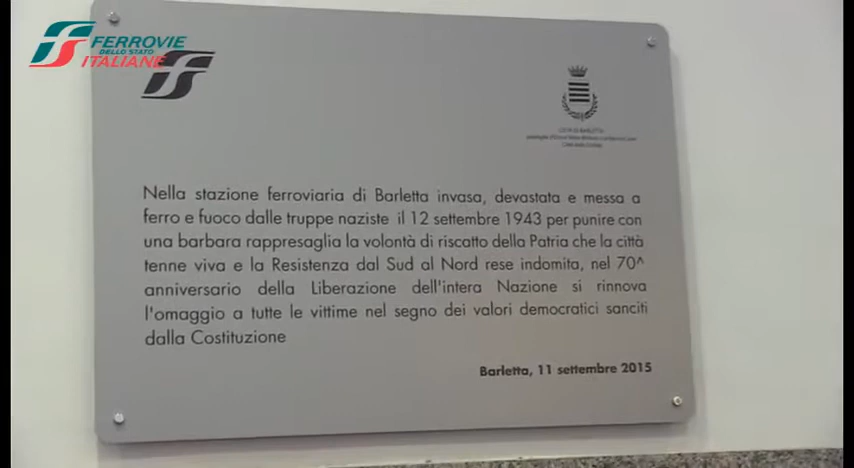 FERROVIE
DELLO STATO
ITALIANE
CITTÀ DI BARLETTA
Nella stazione ferroviaria di Barletta invasa, devastata e messa a
ferro e fuoco dalle truppe naziste il 12 settembre 1943 per punire con
una barbara rappresaglia la volontà di riscatto della Patria che la città
tenne viva e la Resistenza dal Sud al Nord rese indomita, nel 70^
anniversario della Liberazione dell'intera Nazione si rinnova
l'omaggio a tutte le vittime nel segno dei valori democratici sanciti
dalla Costituzione
Barletta, 11 settembre 2015